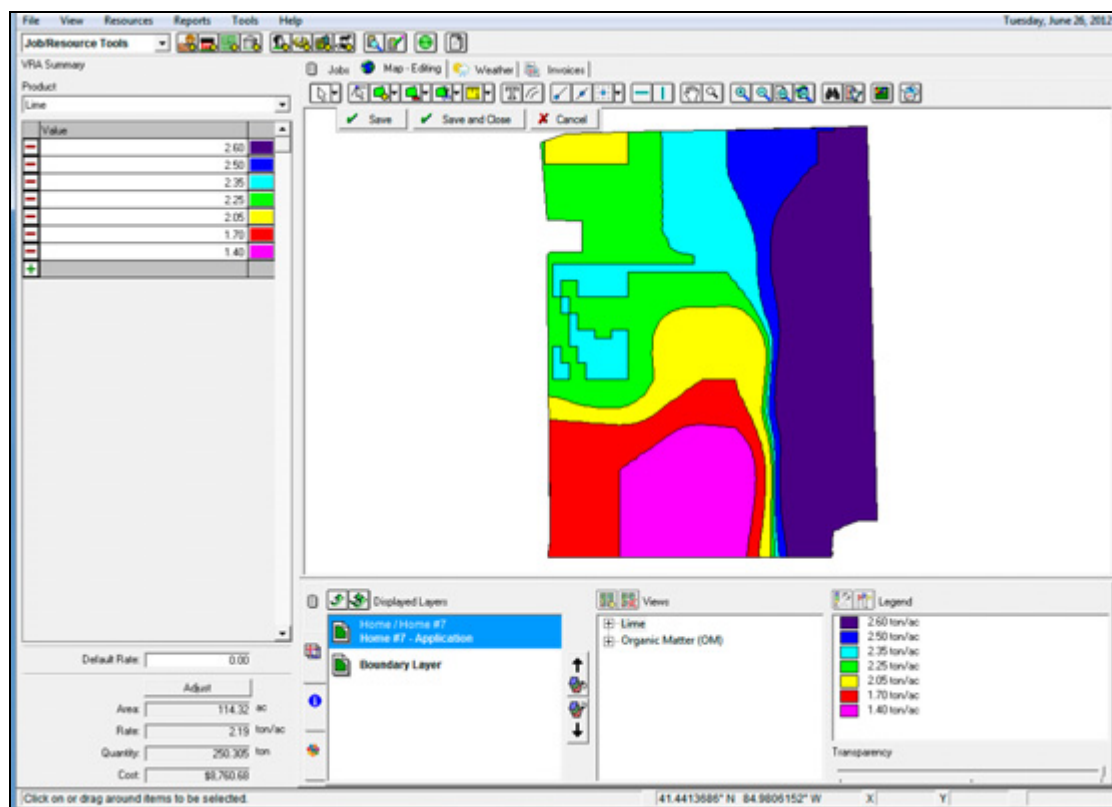 File View Resources Reports Tools Help Tuesday, June 26, 2012
Job/Resource Tools
VRA Summary
Jobs Map - Editing Weather Invoices
Product
Lime
Save Save and Close Cancel
Value
2.60
2.50
2.35
2.25
2.05
1.70
1.40
Default Rate: 0.00
Adjust
Area: 114.32 ac
Rate: 2.19 ton/ac
Quantity: 250.305 ton
Cost: $8,760.68
Displayed Layers
Home / Home #7
Home #7 - Application
Boundary Layer
Views
Lime
Organic Matter (OM)
Legend
2.60 ton/ac
2.50 ton/ac
2.35 ton/ac
2.25 ton/ac
2.05 ton/ac
1.70 ton/ac
1.40 ton/ac
Transparency
Click on or drag around items to be selected. 41.4413686° N 84.9806152° W X Y